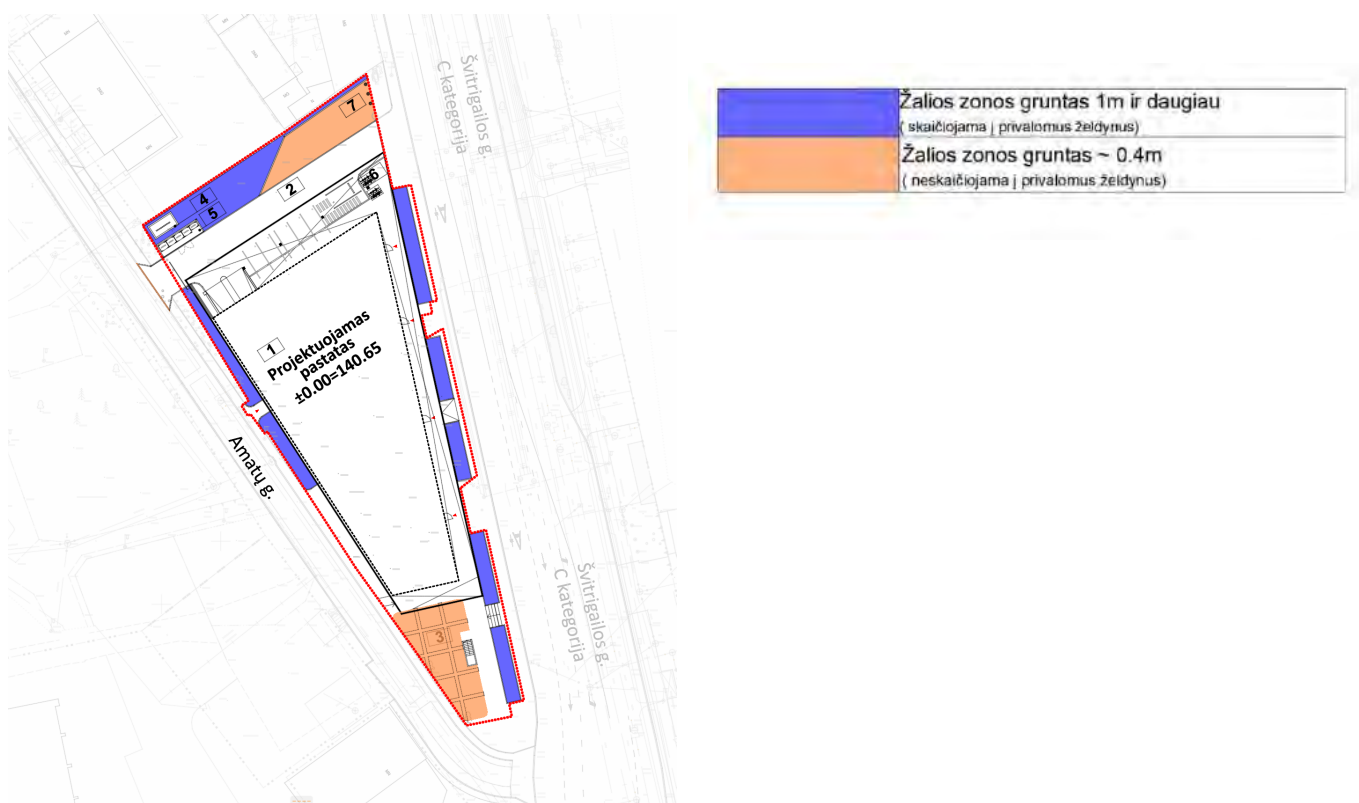 Švitrigailos g.
C kategorija
7
4
5
2
6
1
Projektuojamas
pastatas
±0.00=140.65
Amatų g.
Švitrigailos g.
C kategorija
3
Žalios zonos gruntas 1m ir daugiau
( skaičiojama į privalomus želdynus)
Žalios zonos gruntas ~ 0.4m
( neskaičiojama į privalomus želdynus)